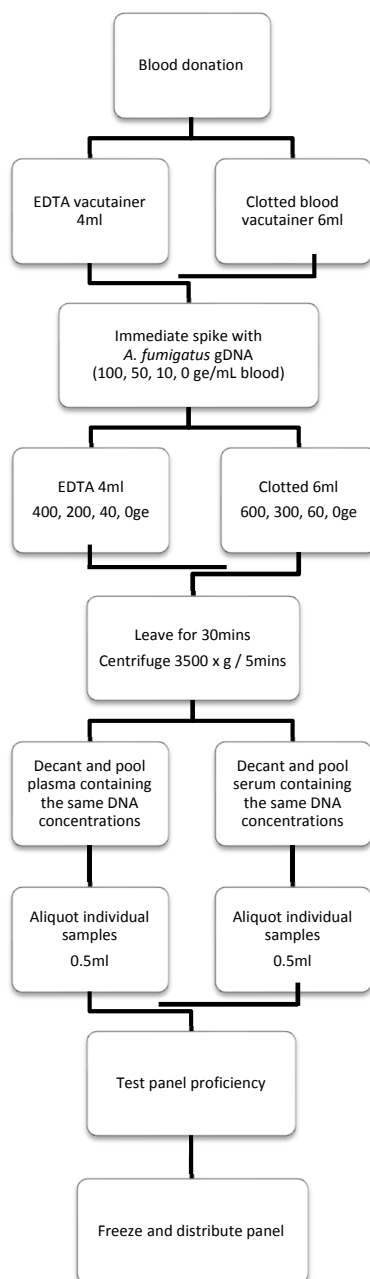 Blood donation
EDTA vacutainer
4ml
Clotted blood
vacutainer 6ml
Immediate spike with
A. fumigatus gDNA
(100, 50, 10, 0 ge/mL blood)
EDTA 4ml
400, 200, 40, 0ge
Clotted 6ml
600, 300, 60, 0ge
Leave for 30mins
Centrifuge 3500 x g / 5mins
Decant and pool
plasma containing
the same DNA
concentrations
Decant and pool
serum containing
the same DNA
concentrations
Aliquot individual
samples
0.5ml
Aliquot individual
samples
0.5ml
Test panel proficiency
Freeze and distribute panel